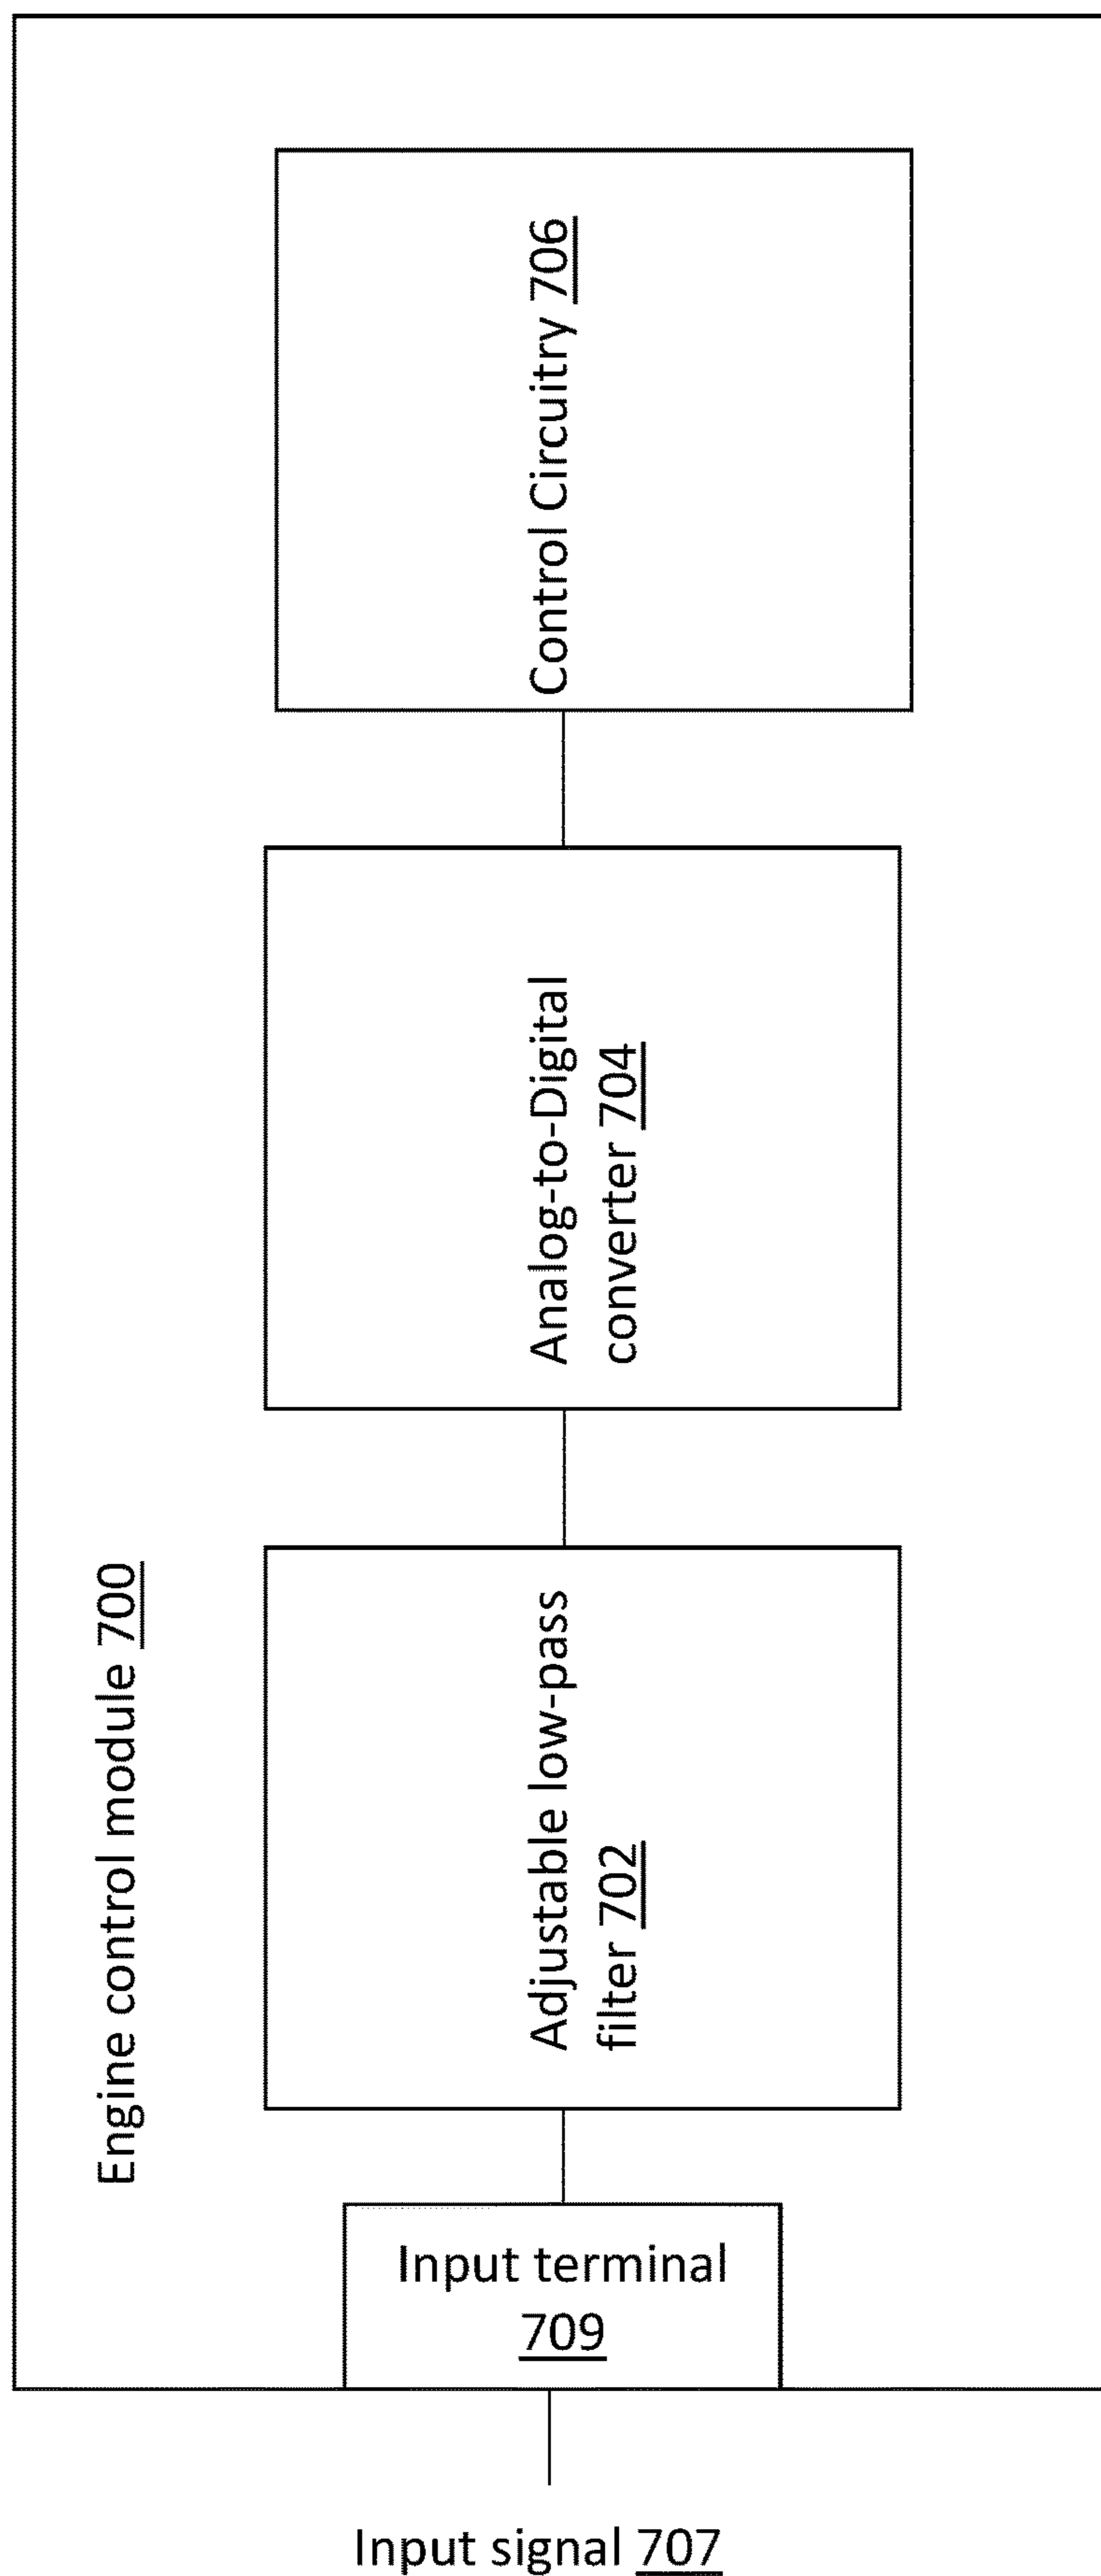 Engine control module 700
Input signal 707
Input terminal
709
Adjustable low-pass
filter 702
Analog-to-Digital
converter 704
Control Circuitry 706